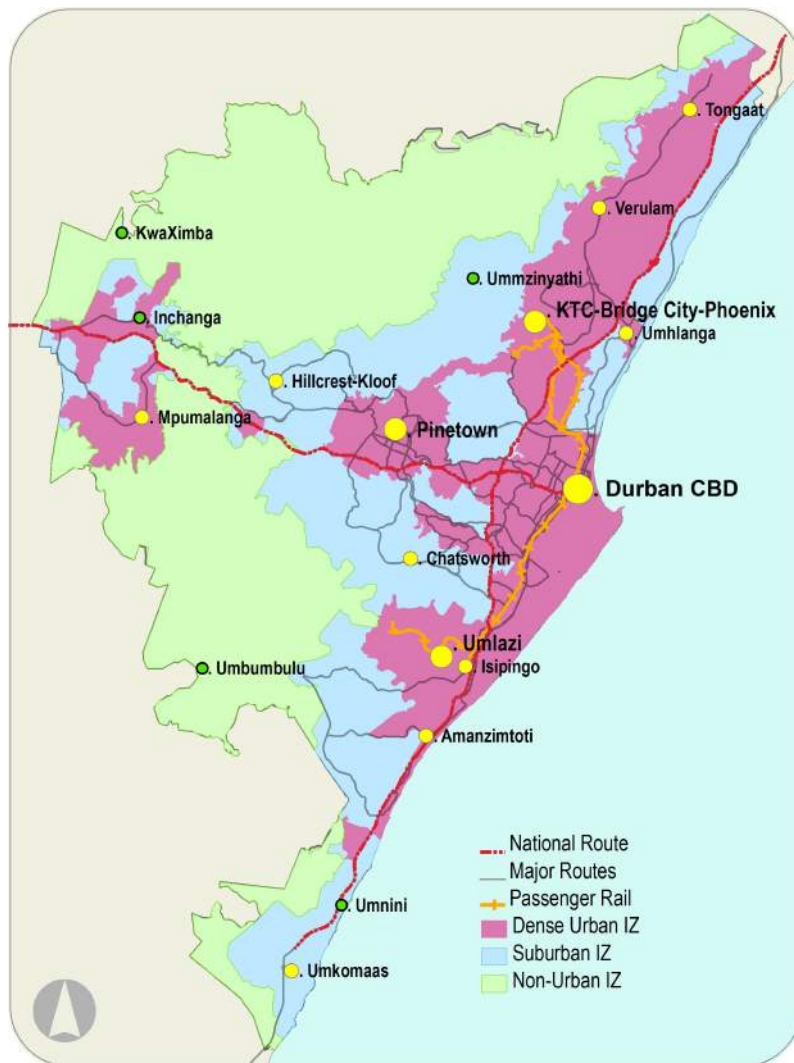 . Tongaat
. Verulam
. KwaXimba
. Ummzinyathi
. KTC-Bridge City-Phoenix
. Inchanga
. Umhlanga
. Hillcrest-Kloof
. Mpumalanga
. Pinetown
. Durban CBD
. Chatsworth
. Umlazi
. Umbumbulu
. Isipingo
. Amanzimtoti
National Route
Major Routes
Passenger Rail
Dense Urban IZ
Suburban IZ
Non-Urban IZ
. Umnini
. Umkomaas